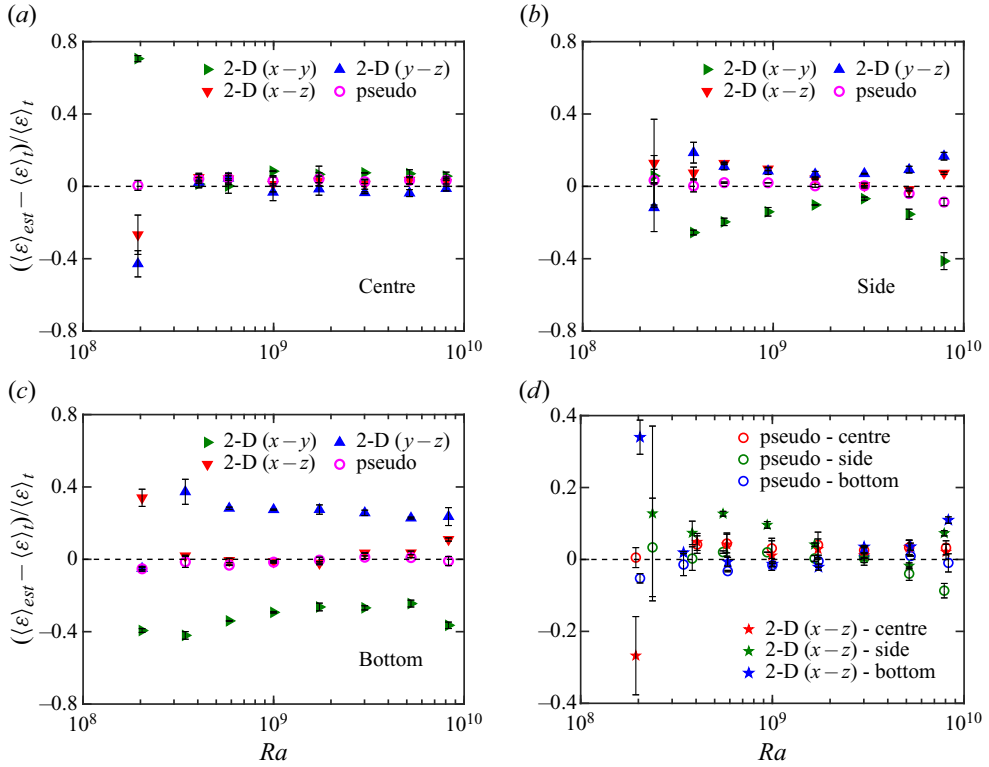 (a)
(b)
0.8
0.4
0
−0.4
−0.8
(⟨ε⟩est − ⟨ε⟩t)/⟨ε⟩t
2-D (x−y)
2-D (y−z)
2-D (x−z)
pseudo
Centre
10^8
10^9
10^10
0.8
0.4
0
−0.4
−0.8
2-D (x−y)
2-D (y−z)
2-D (x−z)
pseudo
Side
10^8
10^9
10^10
(c)
(d)
0.8
0.4
0
−0.4
−0.8
(⟨ε⟩est − ⟨ε⟩t)/⟨ε⟩t
2-D (x−y)
2-D (y−z)
2-D (x−z)
pseudo
Bottom
10^8
10^9
10^10
Ra
0.4
0.2
0
−0.2
−0.4
pseudo - centre
pseudo - side
pseudo - bottom
2-D (x−z) - centre
2-D (x−z) - side
2-D (x−z) - bottom
10^8
10^9
10^10
Ra